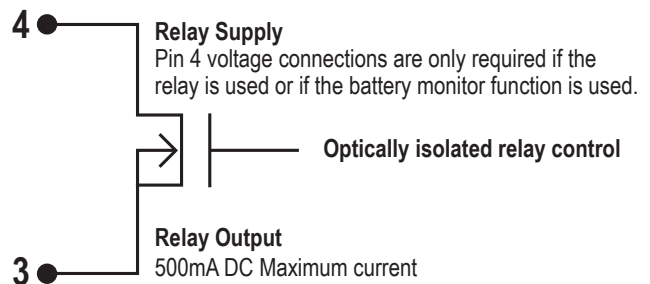 4
Relay Supply
Pin 4 voltage connections are only required if the
relay is used or if the battery monitor function is used.
Optically isolated relay control
Relay Output
3
500mA DC Maximum current